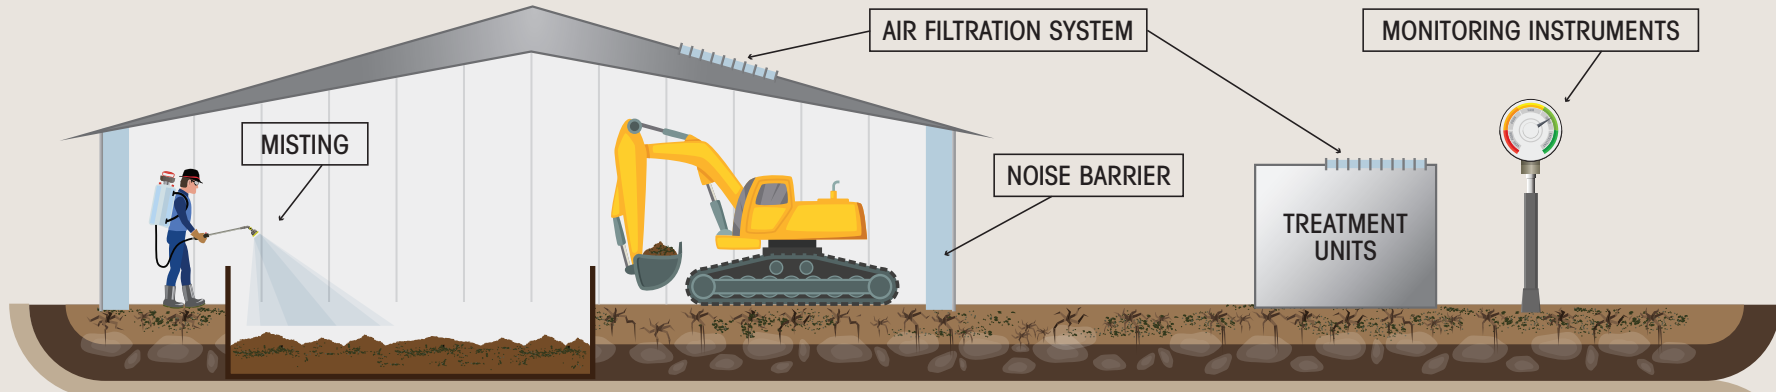 AIR FILTRATION SYSTEM
MONITORING INSTRUMENTS
MISTING
NOISE BARRIER
TREATMENT
UNITS